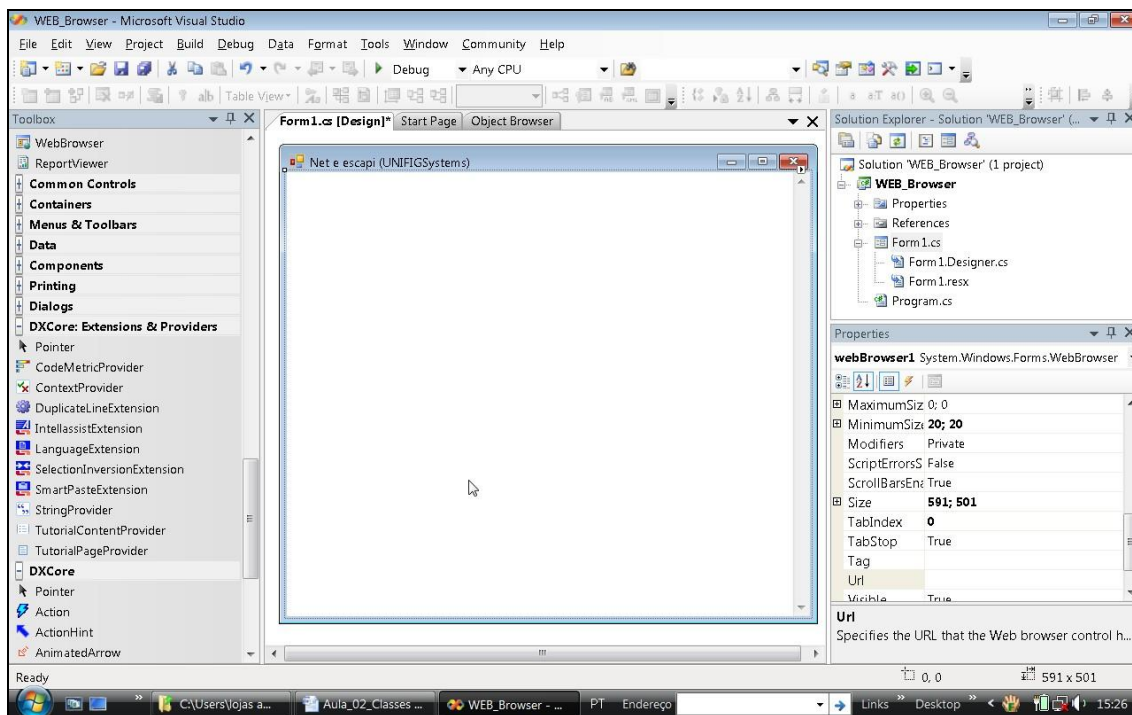 WEB_Browser - Microsoft Visual Studio
File Edit View Project Build Debug Data Format Tools Window Community Help
Debug Any CPU
Table View
Toolbox
WebBrowser
ReportViewer
Common Controls
Containers
Menus & Toolbars
Data
Components
Printing
Dialogs
DXCore: Extensions & Providers
Pointer
CodeMetricProvider
ContextProvider
DuplicateLineExtension
IntellassistExtension
LanguageExtension
SelectionInversionExtension
SmartPasteExtension
StringProvider
TutorialContentProvider
TutorialPageProvider
DXCore
Pointer
Action
ActionHint
AnimatedArrow
Form1.cs [Design]* Start Page Object Browser
Net e escapi (UNIFIGSystems)
Solution Explorer - Solution 'WEB_Browser' (...
Solution 'WEB_Browser' (1 project)
WEB_Browser
Properties
References
Form1.cs
Form1.Designer.cs
Form1.resx
Program.cs
Properties
webBrowser1 System.Windows.Forms.WebBrowser
MaximumSiz 0; 0
MinimumSize 20; 20
Modifiers Private
ScriptErrorsS False
ScrollBarsEna True
Size 591; 501
TabIndex 0
TabStop True
Tag
Url
Visible True
Url
Specifies the URL that the Web browser control h...
Ready 0, 0 591 x 501
C:\Users\lojas a... Aula_02_Classes ... WEB_Browser - ... PT Endereço Links Desktop 15:26